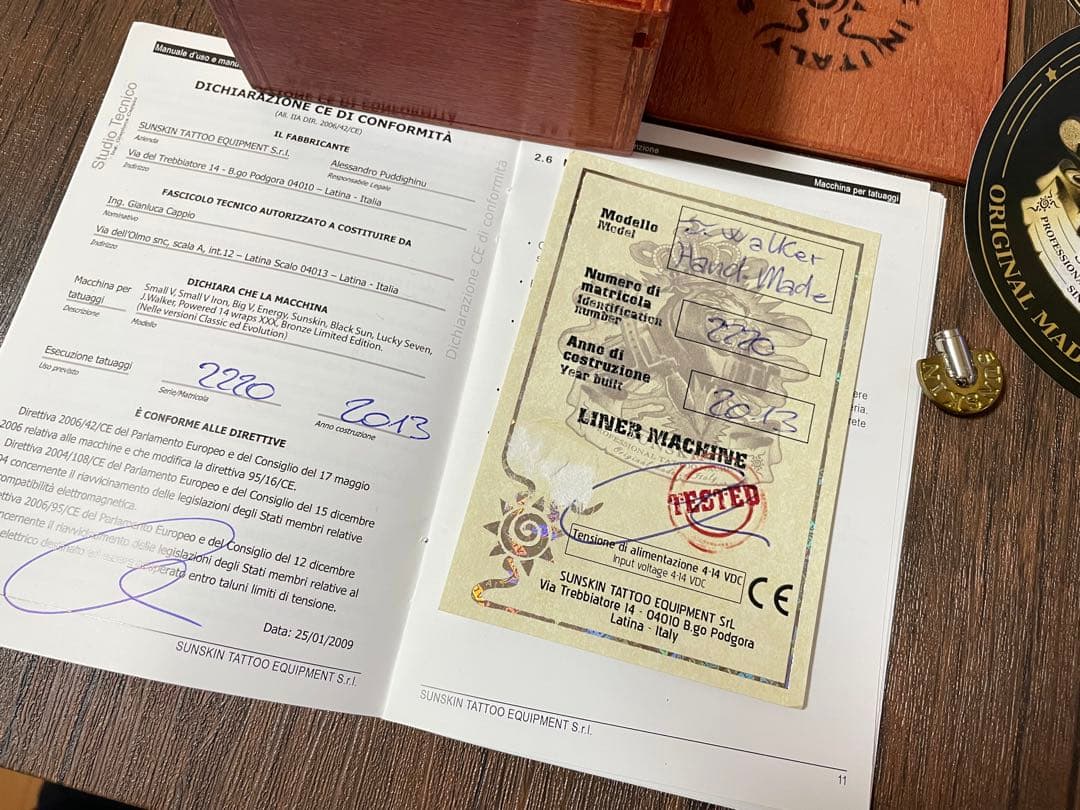 Manuale d'uso e manu
Studio Tecnico
DICHIARAZIONE CE DI CONFORMITÀ
(All. IIA DIR. 2006/42/CE)
IL FABBRICANTE
SUNSKIN TATTOO EQUIPMENT S.r.l.
Azienda
Alessandro Puddighinu
Responsabile Legale
Via del Trebbiatore 14 - B.go Podgora 04010 – Latina - Italia
Indirizzo
FASCICOLO TECNICO AUTORIZZATO A COSTITUIRE DA
Ing. Gianluca Cappio
Nominativo
Via dell'Olmo snc, scala A, int.12 – Latina Scalo 04013 – Latina - Italia
Indirizzo
DICHIARA CHE LA MACCHINA
Macchina per
tatuaggi
Descrizione
Small V, Small V Iron, Big V, Energy, Sunskin, Black Sun, Lucky Seven,
J.Walker, Powered 14 wraps XXX, Bronze Limited Edition.
(Nelle versioni Classic ed Evolution)
Modello
Esecuzione tatuaggi
Uso previsto
2220
Serie/Matricola
2013
Anno costruzione
È CONFORME ALLE DIRETTIVE
Direttiva 2006/42/CE del Parlamento Europeo e del Consiglio del 17 maggio
2006 relativa alle macchine e che modifica la direttiva 95/16/CE.
Direttiva 2004/108/CE del Parlamento Europeo e del Consiglio del 15 dicembre
04 concernente il riavvicinamento delle legislazioni degli Stati membri relative
ompatibilità elettromagnetica.
ettiva 2006/95/CE del Parlamento Europeo e del Consiglio del 12 dicembre
concernente il riavvicinamento delle legislazioni degli Stati membri relative al
elettrico destinato ad essere adoperato entro taluni limiti di tensione.
Data: 25/01/2009
SUNSKIN TATTOO EQUIPMENT S.r.l.
Dichiarazione CE di conformità
2.6
Macchina per tatuaggi
Modello
Model
J. Walker
Hand Made
Numero di
matricola
Identification
number
2220
Anno di
costruzione
Year built
2013
LINER MACHINE
TESTED
Tensione di alimentazione 4-14 VDC
Input voltage 4-14 VDC
CE
SUNSKIN TATTOO EQUIPMENT SrL
Via Trebbiatore 14 - 04010 B.go Podgora
Latina - Italy
SUNSKIN TATTOO EQUIPMENT S.r.l.
11
IN ITALY
ORIGINAL MAD
PROFESSION
SUNSKIN